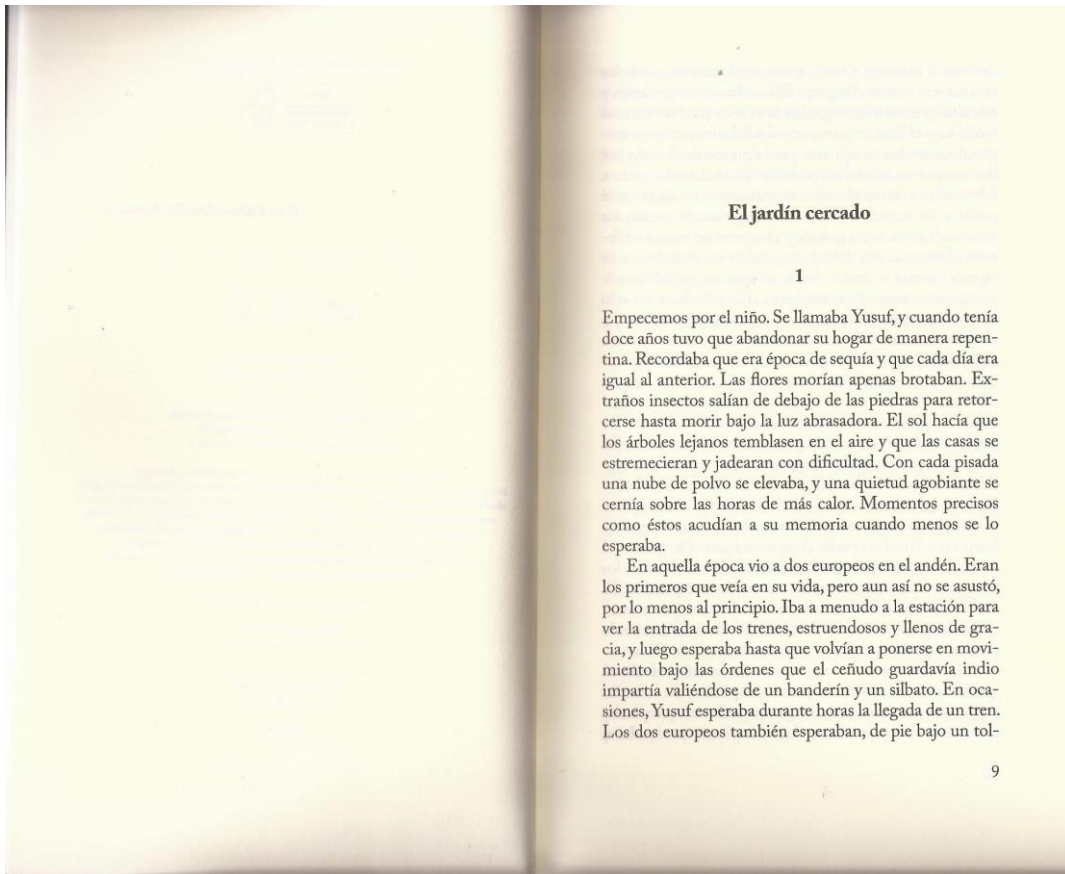 El jardín cercado
1
Empecemos por el niño. Se llamaba Yusuf, y cuando tenía
doce años tuvo que abandonar su hogar de manera repen-
tina. Recordaba que era época de sequía y que cada día era
igual al anterior. Las flores morían apenas brotaban. Ex-
traños insectos salían de debajo de las piedras para retor-
cerse hasta morir bajo la luz abrasadora. El sol hacía que
los árboles lejanos temblasen en el aire y que las casas se
estremecieran y jadearan con dificultad. Con cada pisada
una nube de polvo se elevaba, y una quietud agobiante se
cernía sobre las horas de más calor. Momentos precisos
como éstos acudían a su memoria cuando menos se lo
esperaba.
En aquella época vio a dos europeos en el andén. Eran
los primeros que veía en su vida, pero aun así no se asustó,
por lo menos al principio. Iba a menudo a la estación para
ver la entrada de los trenes, estruendosos y llenos de gra-
cia, y luego esperaba hasta que volvían a ponerse en movi-
miento bajo las órdenes que el ceñudo guardavía indio
impartía valiéndose de un banderín y un silbato. En oca-
siones, Yusuf esperaba durante horas la llegada de un tren.
Los dos europeos también esperaban, de pie bajo un tol-
9